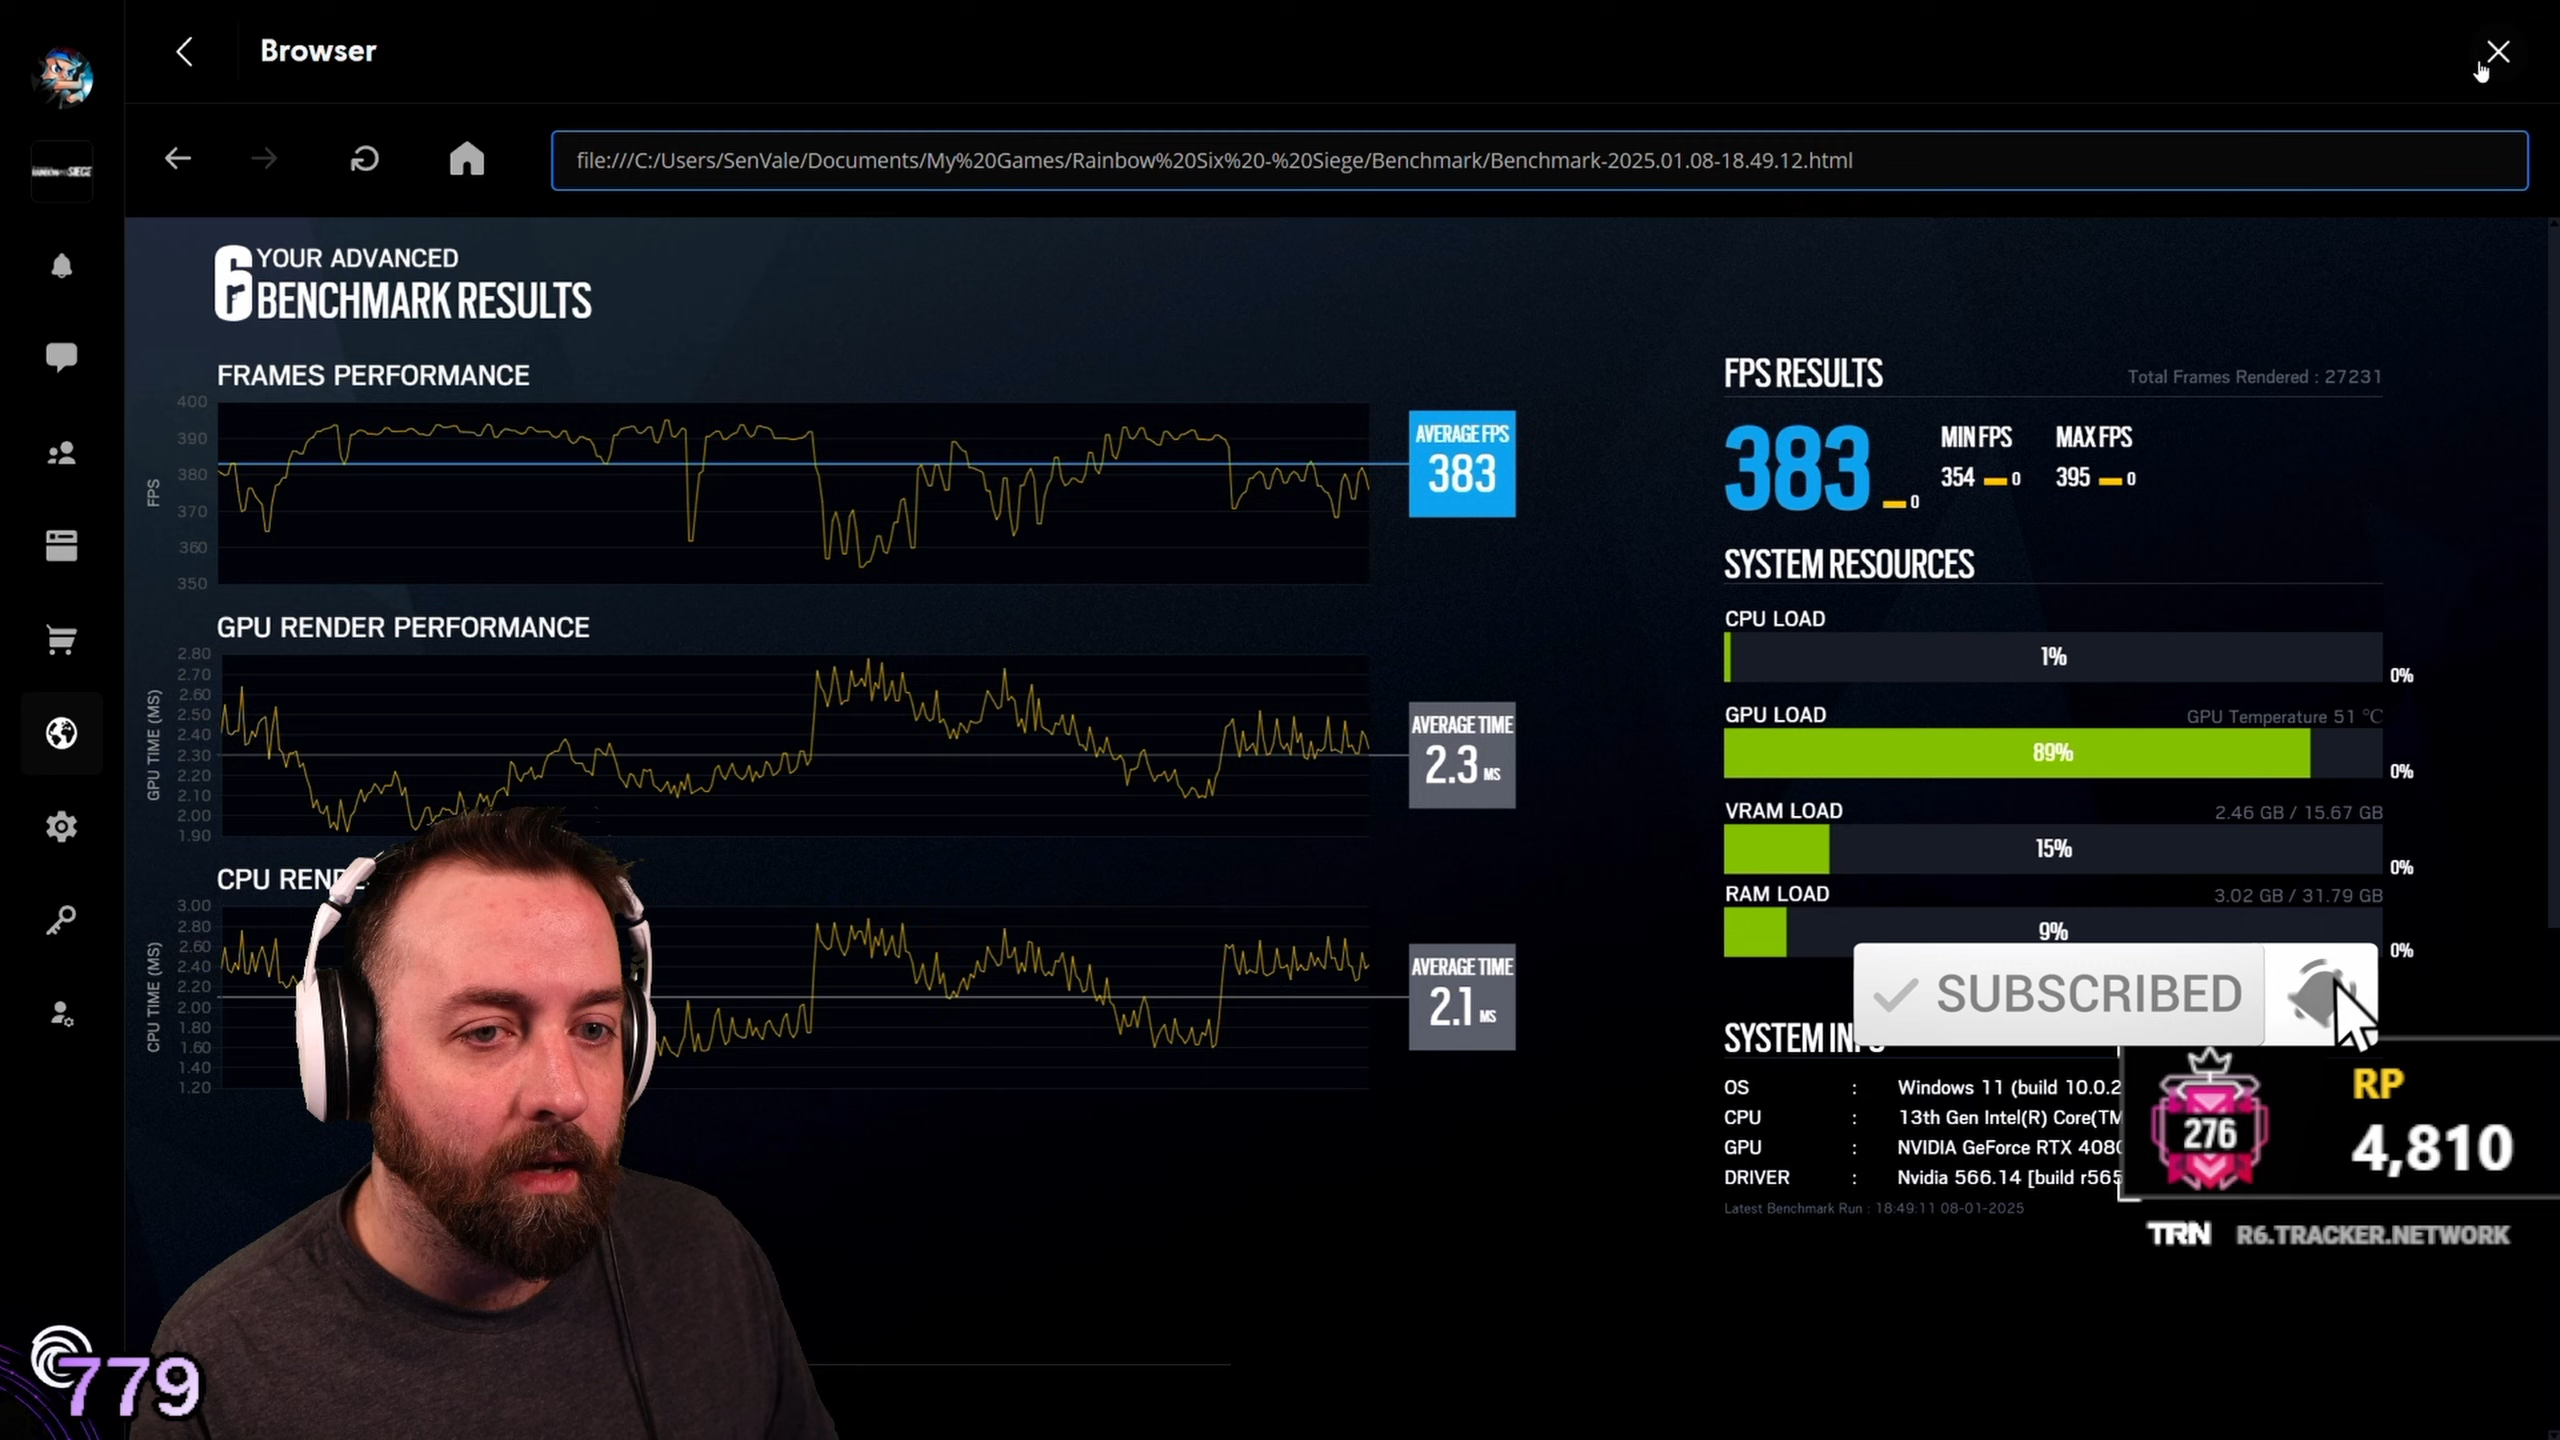 Browser
file:///C:/Users/SenVale/Documents/My%20Games/Rainbow%20Six%20-%20Siege/Benchmark/Benchmark-2025.01.08-18.49.12.html
YOUR ADVANCED
BENCHMARK RESULTS
FRAMES PERFORMANCE
400
390
380
370
360
350
FPS
AVERAGE FPS
383
GPU RENDER PERFORMANCE
2.80
2.70
2.60
2.50
2.40
2.30
2.20
2.10
2.00
1.90
GPU TIME (MS)
AVERAGE TIME
2.3 MS
CPU RENDE
3.00
2.80
2.60
2.40
2.20
2.00
1.80
1.60
1.40
1.20
CPU TIME (MS)
AVERAGE TIME
2.1 MS
FPS RESULTS
Total Frames Rendered : 27231
383 0
MIN FPS
354 0
MAX FPS
395 0
SYSTEM RESOURCES
CPU LOAD
1%
0%
GPU LOAD
GPU Temperature 51 °C
89%
0%
VRAM LOAD
2.46 GB / 15.67 GB
15%
0%
RAM LOAD
3.02 GB / 31.79 GB
9%
0%
SUBSCRIBED
SYSTEM IN
OS : Windows 11 (build 10.0.2
CPU : 13th Gen Intel(R) Core(TM
GPU : NVIDIA GeForce RTX 408
DRIVER : Nvidia 566.14 [build r565
Latest Benchmark Run : 18:49:11 08-01-2025
276
RP
4,810
TRN R6.TRACKER.NETWORK
779